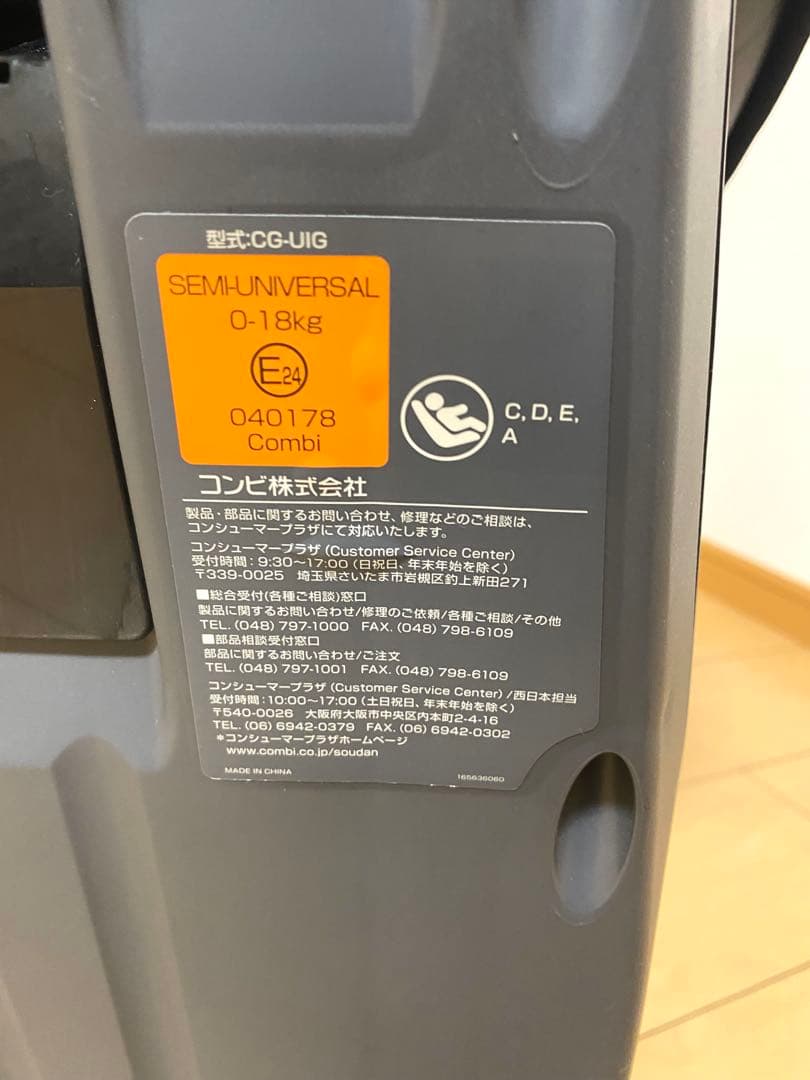 型式:CG-UIG
SEMI-UNIVERSAL
0-18kg
E24
040178
Combi
C, D, E,
A
コンビ株式会社
製品・部品に関するお問い合わせ、修理などのご相談は、
コンシューマープラザにて対応いたします。
コンシューマープラザ (Customer Service Center)
受付時間：9:30～17:00 (日祝日、年末年始を除く)
〒339-0025 埼玉県さいたま市岩槻区釣上新田271
■総合受付(各種ご相談)窓口
製品に関するお問い合わせ/修理のご依頼/各種ご相談/その他
TEL. (048) 797-1000 FAX. (048) 798-6109
■部品相談受付窓口
部品に関するお問い合わせ/ご注文
TEL. (048) 797-1001 FAX. (048) 798-6109
コンシューマープラザ (Customer Service Center) /西日本担当
受付時間：10:00～17:00 (土日祝日、年末年始を除く)
〒540-0026 大阪府大阪市中央区内本町2-4-16
TEL. (06) 6942-0379 FAX. (06) 6942-0302
＊コンシューマープラザホームページ
www.combi.co.jp/soudan
MADE IN CHINA
165636060